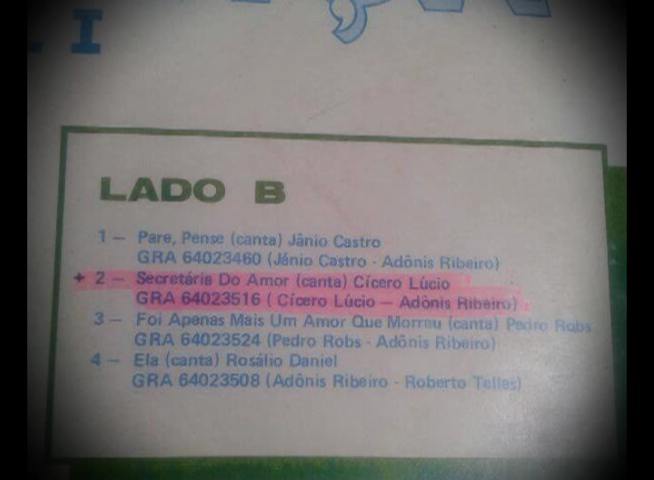 LI
LADO B
1 — Pare, Pense (canta) Jânio Castro
GRA 64023460 (Jânio Castro - Adônis Ribeiro)
+ 2 — Secretária Do Amor (canta) Cícero Lúcio
GRA 64023516 ( Cícero Lúcio — Adônis Ribeiro)
3 — Foi Apenas Mais Um Amor Que Morreu (canta) Pedro Robs
GRA 64023524 (Pedro Robs - Adônis Ribeiro)
4 — Ela (canta) Rosálio Daniel
GRA 64023508 (Adônis Ribeiro - Roberto Telles)